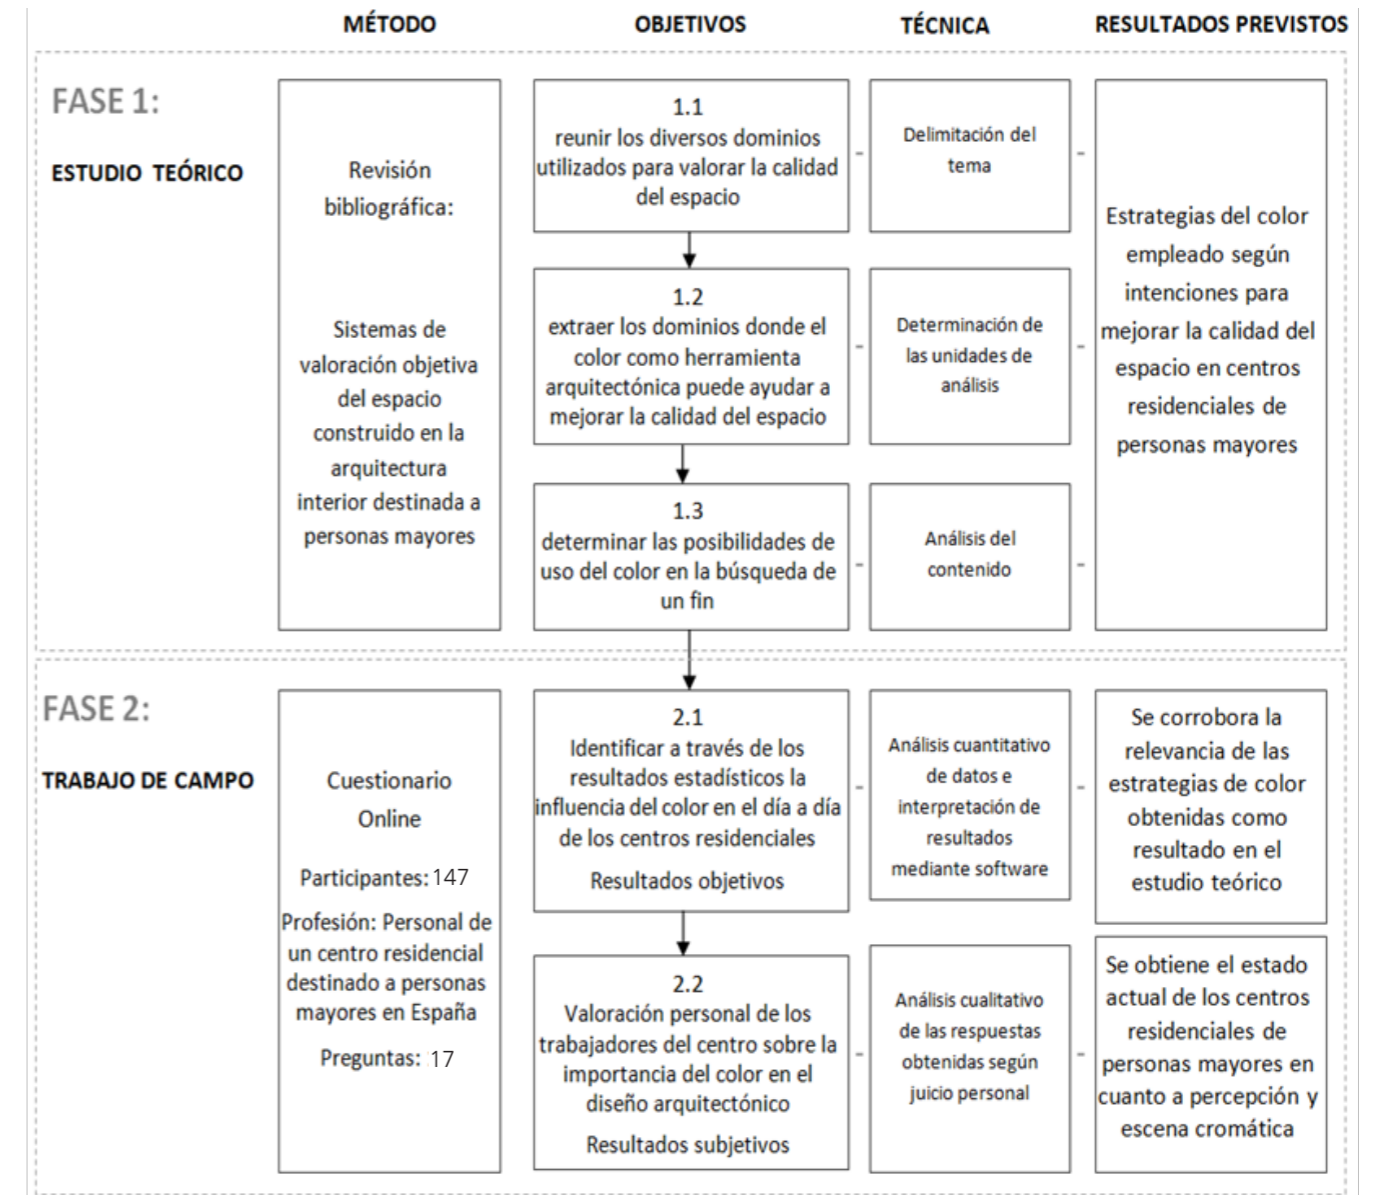 MÉTODO
OBJETIVOS
TÉCNICA
RESULTADOS PREVISTOS
FASE 1:
ESTUDIO TEÓRICO
Revisión
bibliográfica:
Sistemas de
valoración objetiva
del espacio
construido en la
arquitectura
interior destinada a
personas mayores
1.1
reunir los diversos dominios
utilizados para valorar la calidad
del espacio
-
Delimitación del
tema
-
1.2
extraer los dominios donde el
color como herramienta
arquitectónica puede ayudar a
mejorar la calidad del espacio
-
Determinación de
las unidades de
análisis
-
1.3
determinar las posibilidades de
uso del color en la búsqueda de
un fin
-
Análisis del
contenido
-
Estrategias del color
empleado según
intenciones para
mejorar la calidad del
espacio en centros
residenciales de
personas mayores
FASE 2:
TRABAJO DE CAMPO
Cuestionario
Online
Participantes: 147
Profesión: Personal de
un centro residencial
destinado a personas
mayores en España
Preguntas: 17
2.1
Identificar a través de los
resultados estadísticos la
influencia del color en el día a día
de los centros residenciales
Resultados objetivos
-
Análisis cuantitativo
de datos e
interpretación de
resultados
mediante software
-
Se corrobora la
relevancia de las
estrategias de color
obtenidas como
resultado en el
estudio teórico
2.2
Valoración personal de los
trabajadores del centro sobre la
importancia del color en el
diseño arquitectónico
Resultados subjetivos
-
Análisis cualitativo
de las respuestas
obtenidas según
juicio personal
-
Se obtiene el estado
actual de los centros
residenciales de
personas mayores en
cuanto a percepción y
escena cromática